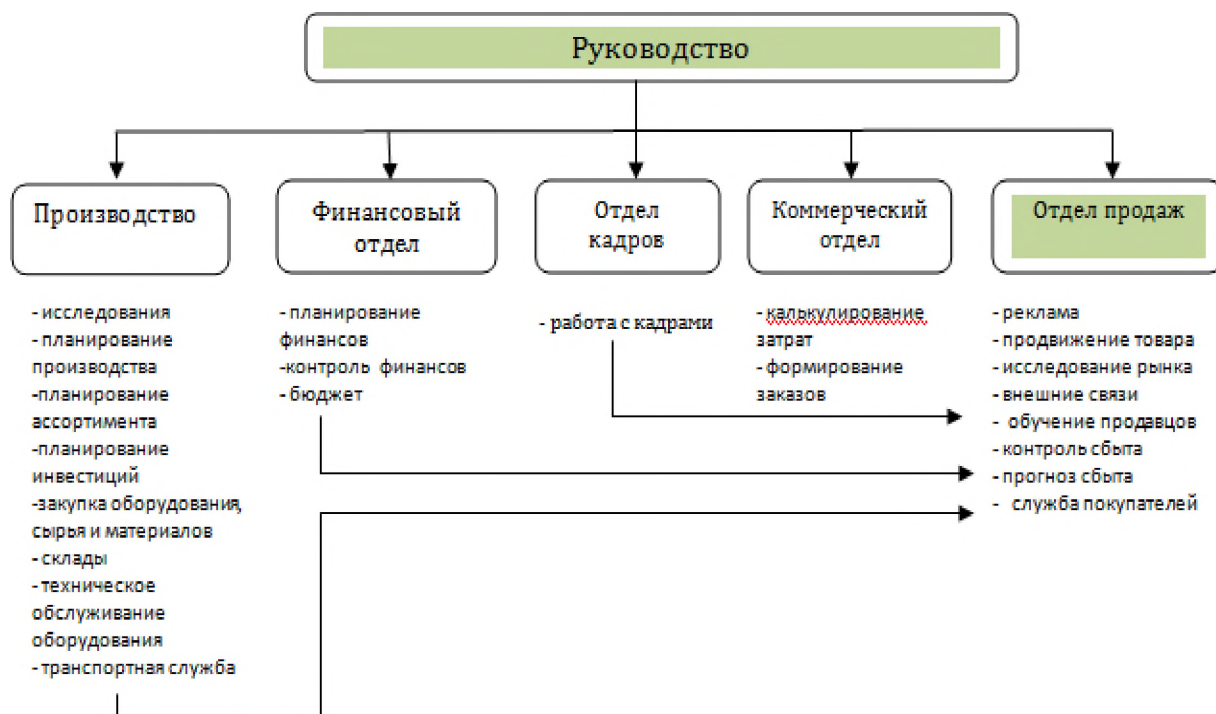 Руководство
Производство
Финансовый
отдел
Отдел
кадров
Коммерческий
отдел
Отдел продаж
- исследования
- планирование
производства
-планирование
ассортимента
-планирование
инвестиций
-закупка оборудования,
сырья и материалов
- склады
- техническое
обслуживание
оборудования
- транспортная служба
- планирование
финансов
-контроль финансов
- бюджет
- работа с кадрами
- калькулирование
затрат
- формирование
заказов
- реклама
- продвижение товара
- исследование рынка
- внешние связи
- обучение продавцов
- контроль сбыта
- прогноз сбыта
- служба покупателей